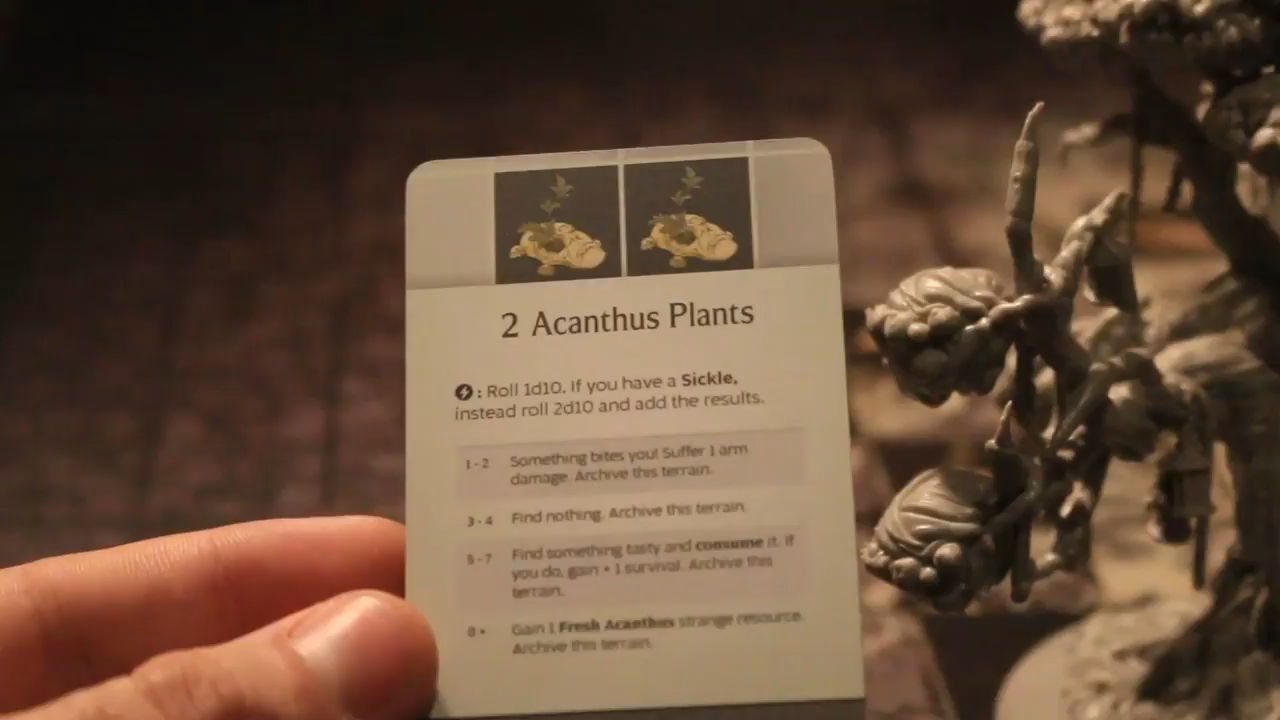 2 Acanthus Plants
: Roll 1d10. If you have a Sickle,
instead roll 2d10 and add the results.
1 - 2 Something bites you! Suffer 1 arm
damage. Archive this terrain.
3 - 4 Find nothing. Archive this terrain.
5 - 7 Find something tasty and consume it. If
you do, gain +1 survival. Archive this
terrain.
8+ Gain 1 Fresh Acanthus strange resource.
Archive this terrain.